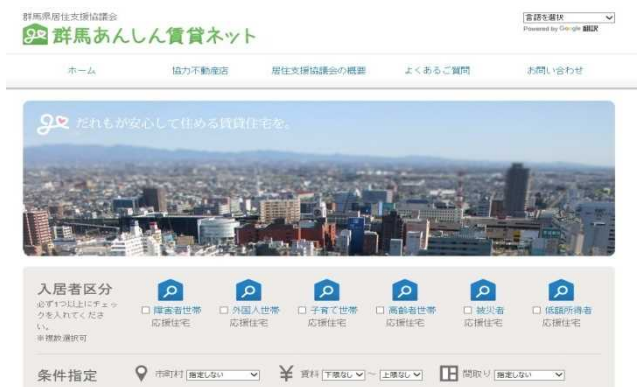 群馬県居住支援協議会
群馬あんしん賃貸ネット
言語を選択
Powered by Google 翻訳
ホーム
協力不動産店
居住支援協議会の概要
よくあるご質問
お問い合わせ
だれもが安心して住める賃貸住宅を。
入居者区分
必ず1つ以上にチェッ
クを入れてくださ
い。
※複数選択可
障害者世帯
応援住宅
外国人世帯
応援住宅
子育て世帯
応援住宅
高齢者世帯
応援住宅
被災者
応援住宅
低額所得者
応援住宅
条件指定
市町村 指定しない
賃料 下限なし ～ 上限なし
間取り 指定しない